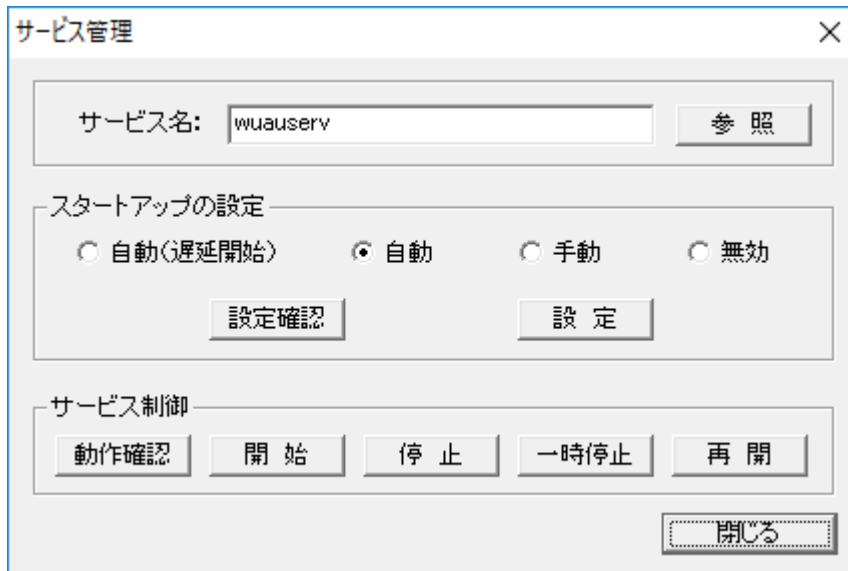 サービス管理
サービス名: wuauserv 参 照
スタートアップの設定
自動(遅延開始) 自動 手動 無効
設定確認 設 定
サービス制御
動作確認 開 始 停 止 一時停止 再 開
閉じる